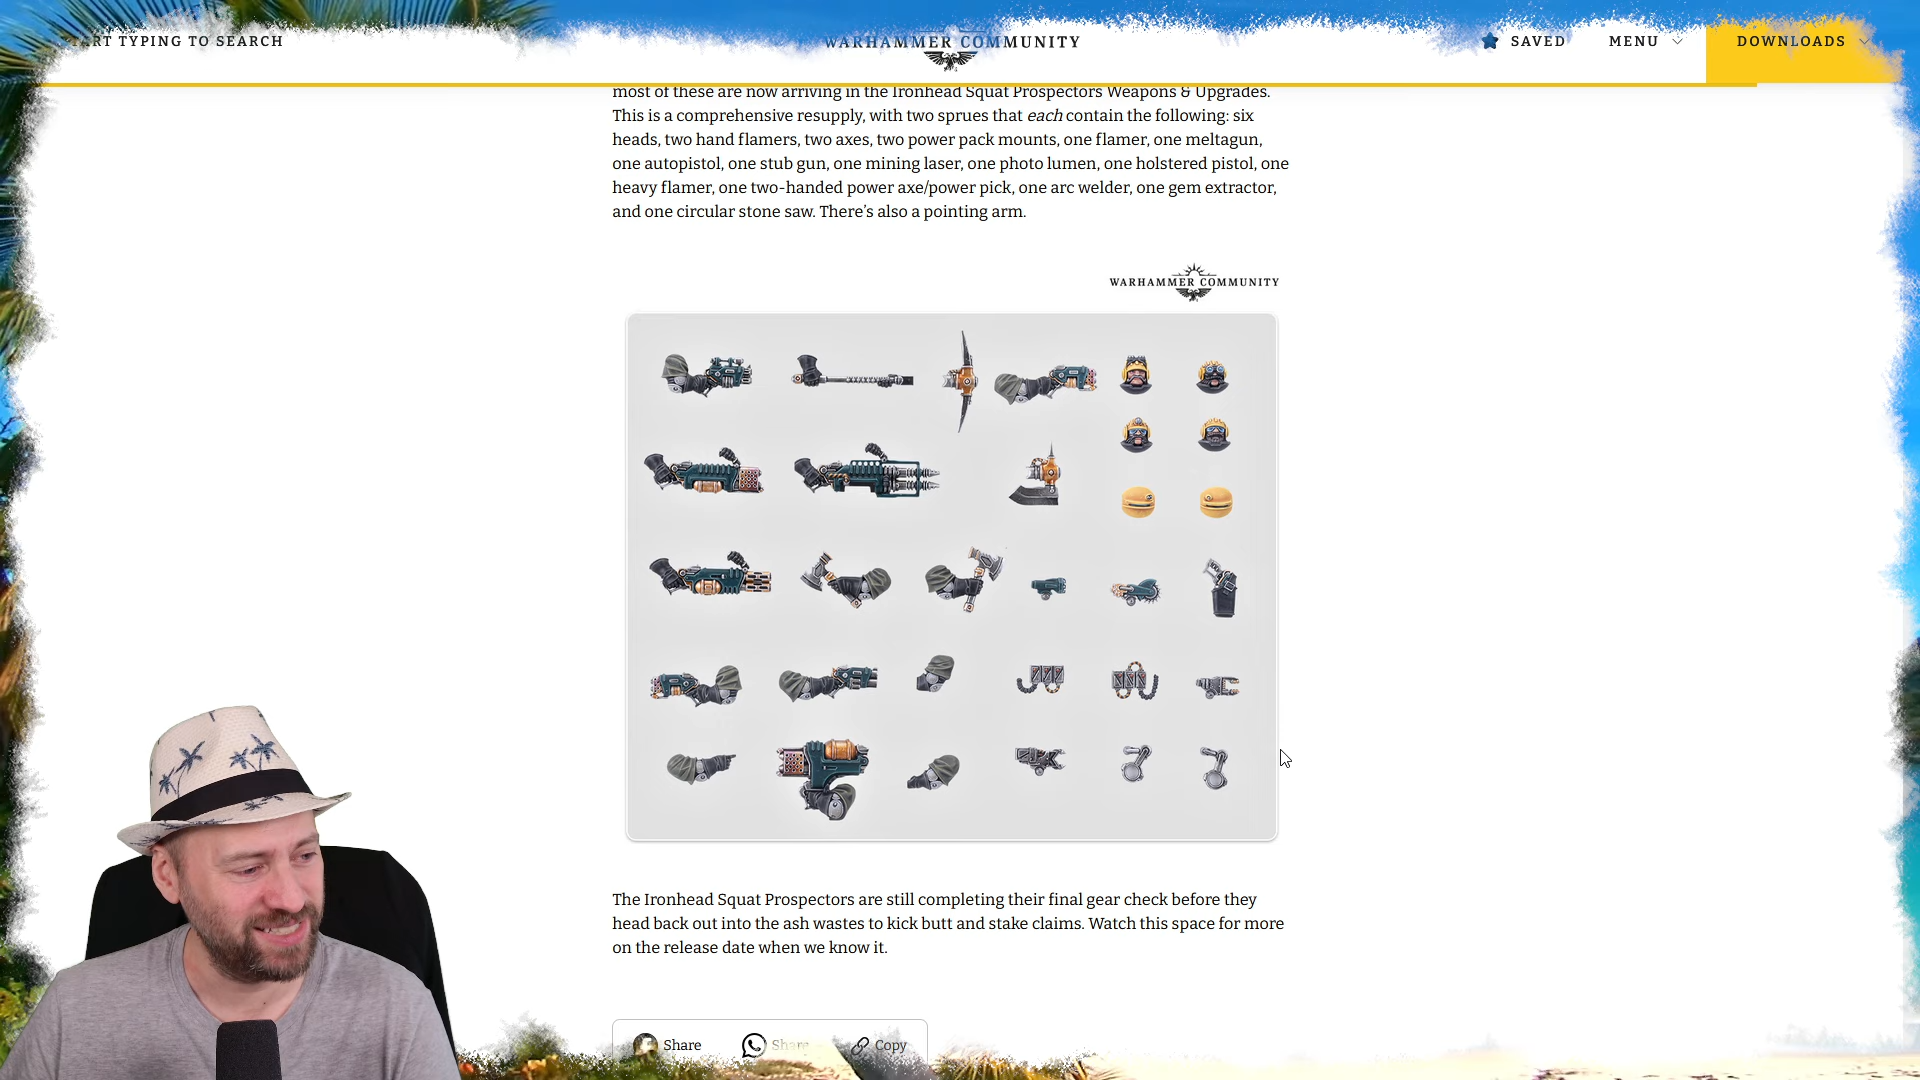 RT TYPING TO SEARCH
WARHAMMER COMMUNITY
SAVED
MENU
DOWNLOADS
most of these are now arriving in the Ironhead Squat Prospectors Weapons & Upgrades.
This is a comprehensive resupply, with two sprues that each contain the following: six
heads, two hand flamers, two axes, two power pack mounts, one flamer, one meltagun,
one autopistol, one stub gun, one mining laser, one photo lumen, one holstered pistol, one
heavy flamer, one two-handed power axe/power pick, one arc welder, one gem extractor,
and one circular stone saw. There’s also a pointing arm.
WARHAMMER COMMUNITY
The Ironhead Squat Prospectors are still completing their final gear check before they
head back out into the ash wastes to kick butt and stake claims. Watch this space for more
on the release date when we know it.
Share
Share
Copy